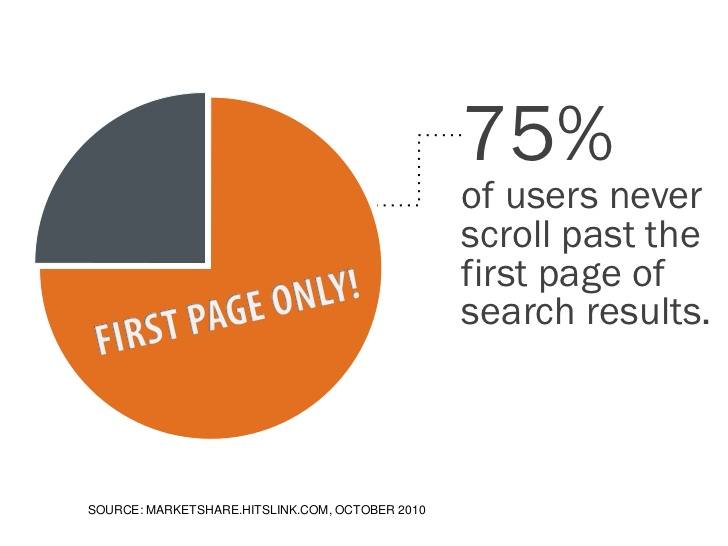 75%
of users never
scroll past the
first page of
search results.
FIRST PAGE ONLY!
SOURCE: MARKETSHARE.HITSLINK.COM, OCTOBER 2010